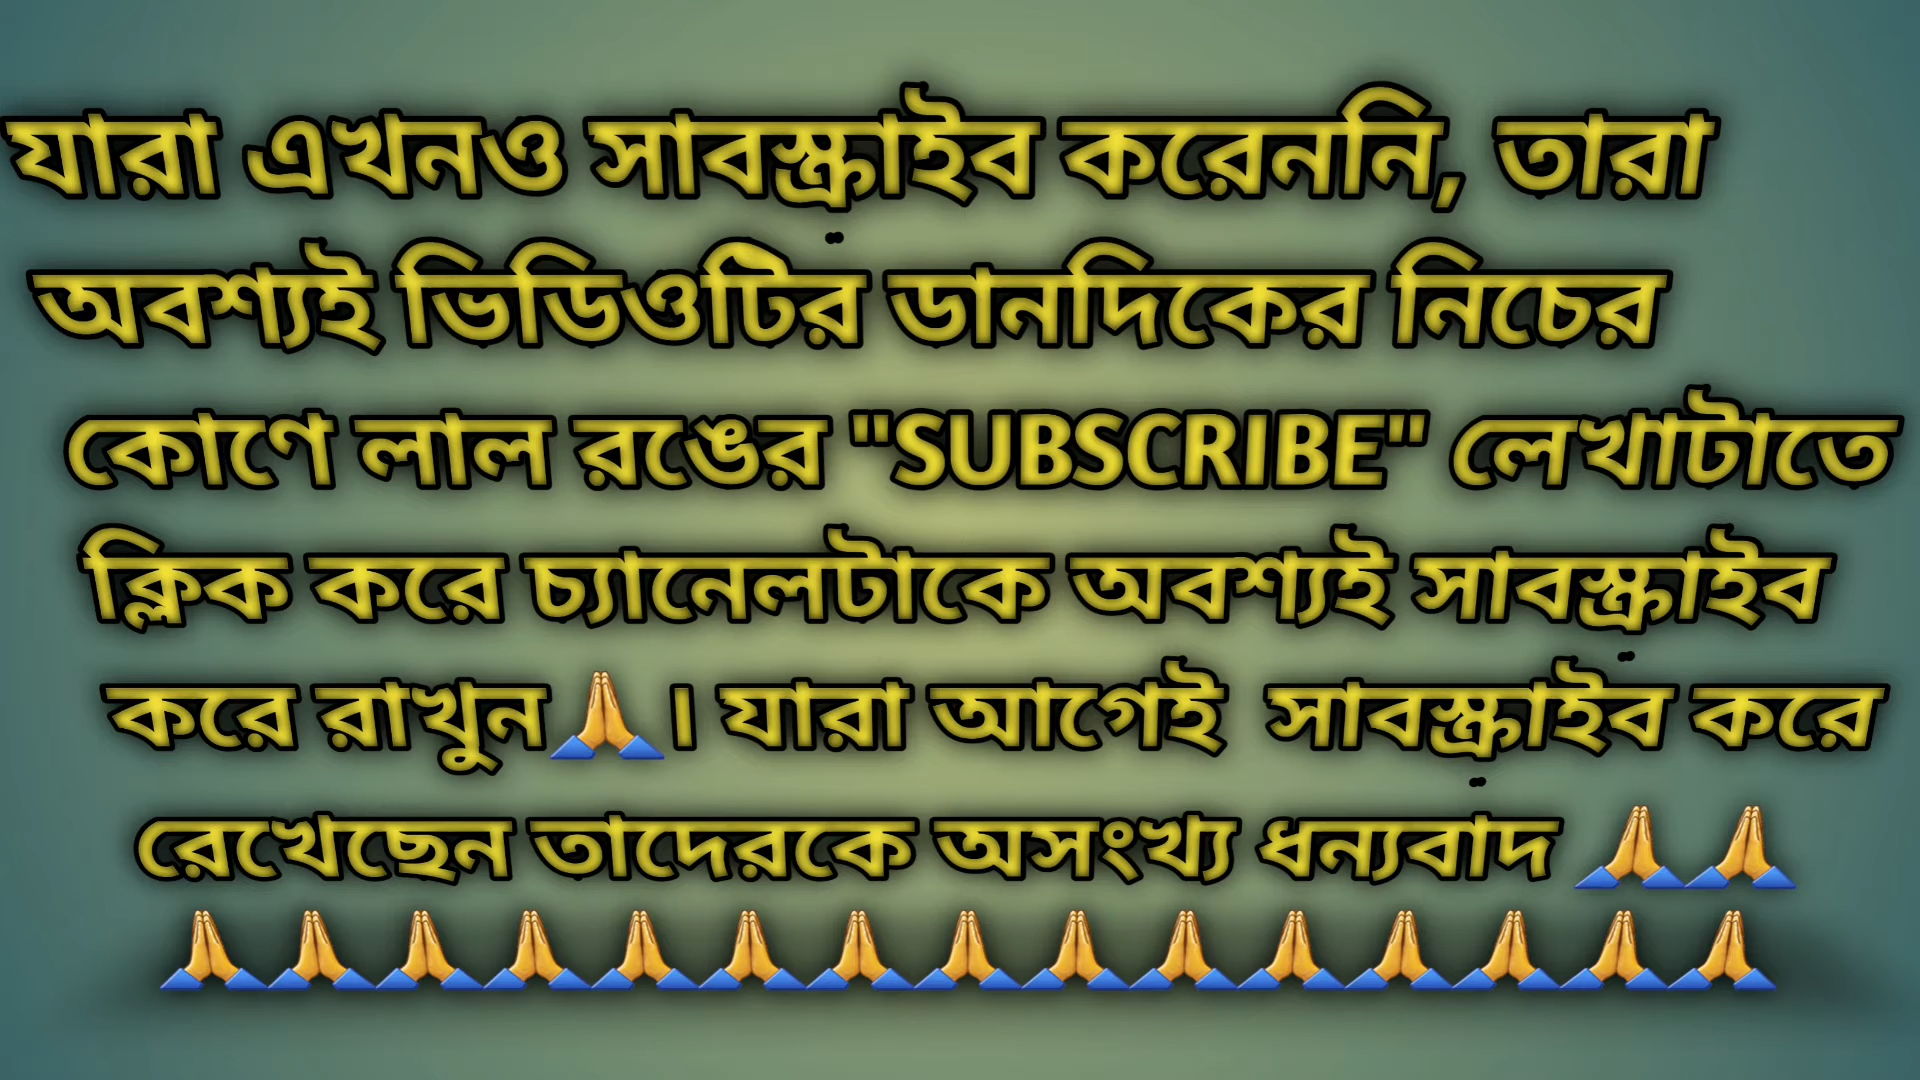 যারা এখনও সাবস্ক্রাইব করেননি, তারা
অবশ্যই ভিডিওটির ডানদিকের নিচের
কোণে লাল রঙের "SUBSCRIBE" লেখাটাতে
ক্লিক করে চ্যানেলটাকে অবশ্যই সাবস্ক্রাইব
করে রাখুন🙏। যারা আগেই সাবস্ক্রাইব করে
রেখেছেন তাদেরকে অসংখ্য ধন্যবাদ 🙏🙏
🙏🙏🙏🙏🙏🙏🙏🙏🙏🙏🙏🙏🙏🙏🙏